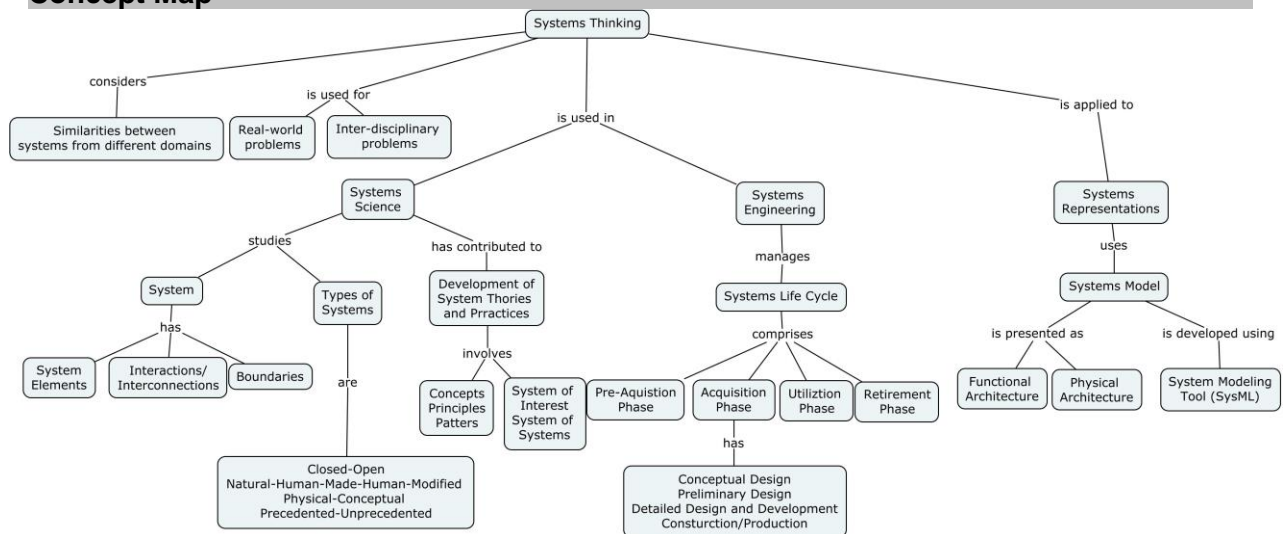 Concept Map
Systems Thinking
considers
is used for
is used in
is applied to
Similarities between
systems from different domains
Real-world
problems
Inter-disciplinary
problems
Systems
Science
Systems
Engineering
Systems
Representations
studies
has contributed to
manages
uses
System
Types of
Systems
Development of
System Thories
and Prractices
Systems Life Cycle
Systems Model
has
are
involves
comprises
is presented as
is developed using
System
Elements
Interactions/
Interconnections
Boundaries
Concepts
Principles
Patters
System of
Interest
System of
Systems
Pre-Aquistion
Phase
Acquisition
Phase
Utiliztion
Phase
Retirement
Phase
Functional
Architecture
Physical
Architecture
System Modeling
Tool (SysML)
has
Closed-Open
Natural-Human-Made-Human-Modified
Physical-Conceptual
Precedented-Unprecedented
Conceptual Design
Preliminary Design
Detailed Design and Development
Consturction/Production